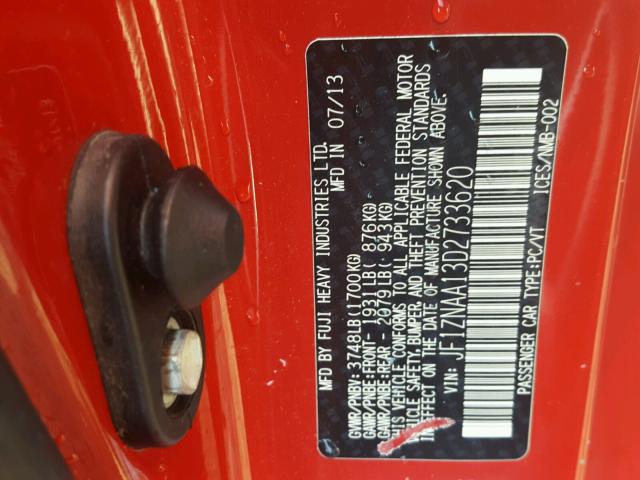 MFD BY FUJI HEAVY INDUSTRIES LTD.
MFD IN 07/13
GVWR/PNBV: 3748LB(1700KG)
GAWR/PNBE:FRONT- 1931LB( 876KG)
GAWR/PNBE:REAR - 2079LB( 943KG)
THIS VEHICLE CONFORMS TO ALL APPLICABLE FEDERAL MOTOR
VEHICLE SAFETY, BUMPER, AND THEFT PREVENTION STANDARDS
IN EFFECT ON THE DATE OF MANUFACTURE SHOWN ABOVE.
VIN: JF1ZNAA13D2733620
PASSENGER CAR TYPE:PC/VT ICES/NMB-002